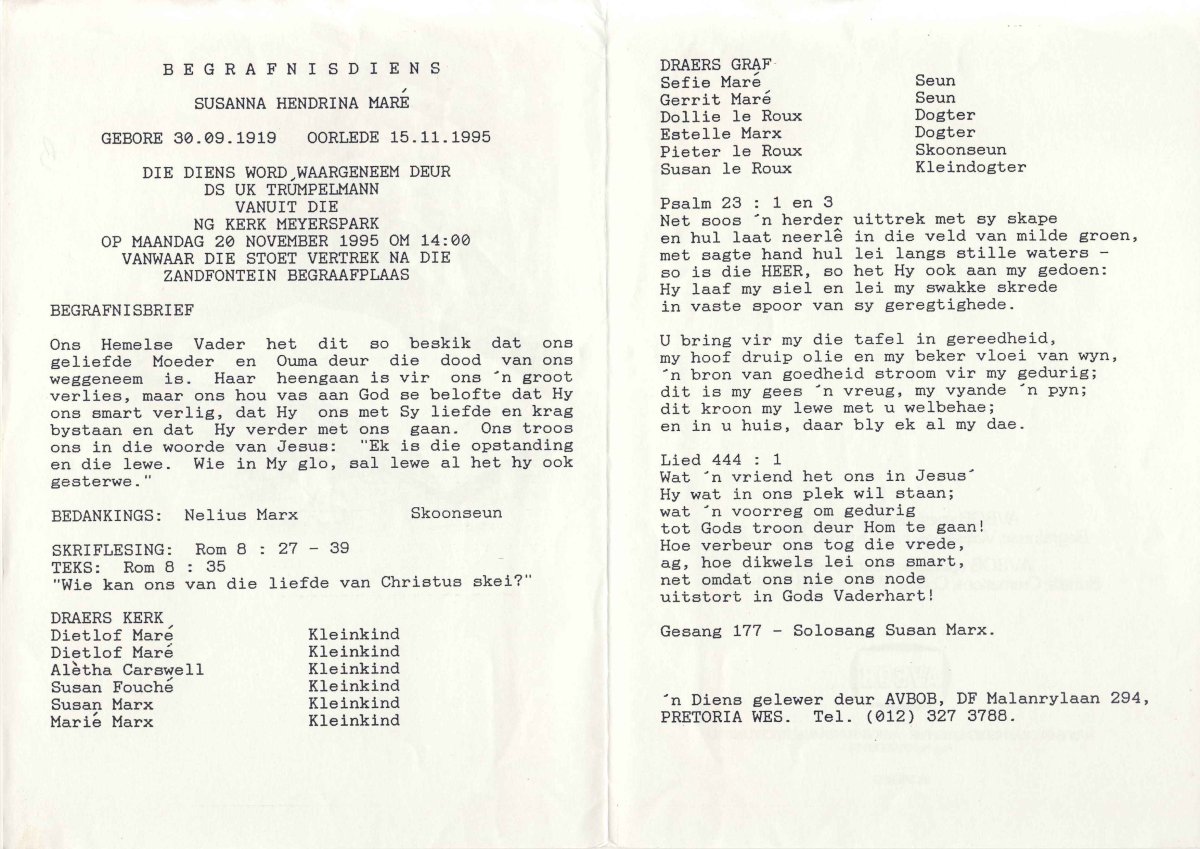 B E G R A F N I S D I E N S
SUSANNA HENDRINA MARÉ
GEBORE 30.09.1919 OORLEDE 15.11.1995
DIE DIENS WORD WAARGENEEM DEUR
DS UK TRÚMPELMANN
VANUIT DIE
NG KERK MEYERSPARK
OP MAANDAG 20 NOVEMBER 1995 OM 14:00
VANWAAR DIE STOET VERTREK NA DIE
ZANDFONTEIN BEGRAAFPLAAS
BEGRAFNISBRIEF
Ons Hemelse Vader het dit so beskik dat ons
geliefde Moeder en Ouma deur die dood van ons
weggeneem is. Haar heengaan is vir ons ´n groot
verlies, maar ons hou vas aan God se belofte dat Hy
ons smart verlig, dat Hy ons met Sy liefde en krag
bystaan en dat Hy verder met ons gaan. Ons troos
ons in die woorde van Jesus: "Ek is die opstanding
en die lewe. Wie in My glo, sal lewe al het hy ook
gesterwe."
BEDANKINGS: Nelius Marx Skoonseun
SKRIFLESING: Rom 8 : 27 - 39
TEKS: Rom 8 : 35
"Wie kan ons van die liefde van Christus skei?"
DRAERS KERK
Dietlof Maré Kleinkind
Dietlof Maré Kleinkind
Alètha Carswell Kleinkind
Susan Fouché Kleinkind
Susan Marx Kleinkind
Marié Marx Kleinkind
DRAERS GRAF
Sefie Maré Seun
Gerrit Maré Seun
Dollie le Roux Dogter
Estelle Marx Dogter
Pieter le Roux Skoonseun
Susan le Roux Kleindogter
Psalm 23 : 1 en 3
Net soos ´n herder uittrek met sy skape
en hul laat neerlê in die veld van milde groen,
met sagte hand hul lei langs stille waters -
so is die HEER, so het Hy ook aan my gedoen:
Hy laaf my siel en lei my swakke skrede
in vaste spoor van sy geregtighede.
U bring vir my die tafel in gereedheid,
my hoof druip olie en my beker vloei van wyn,
´n bron van goedheid stroom vir my gedurig;
dit is my gees ´n vreug, my vyande ´n pyn;
dit kroon my lewe met u welbehae;
en in u huis, daar bly ek al my dae.
Lied 444 : 1
Wat ´n vriend het ons in Jesus´
Hy wat in ons plek wil staan;
wat ´n voorreg om gedurig
tot Gods troon deur Hom te gaan!
Hoe verbeur ons tog die vrede,
ag, hoe dikwels lei ons smart,
net omdat ons nie ons node
uitstort in Gods Vaderhart!
Gesang 177 - Solosang Susan Marx.
´n Diens gelewer deur AVBOB, DF Malanrylaan 294,
PRETORIA WES. Tel. (012) 327 3788.